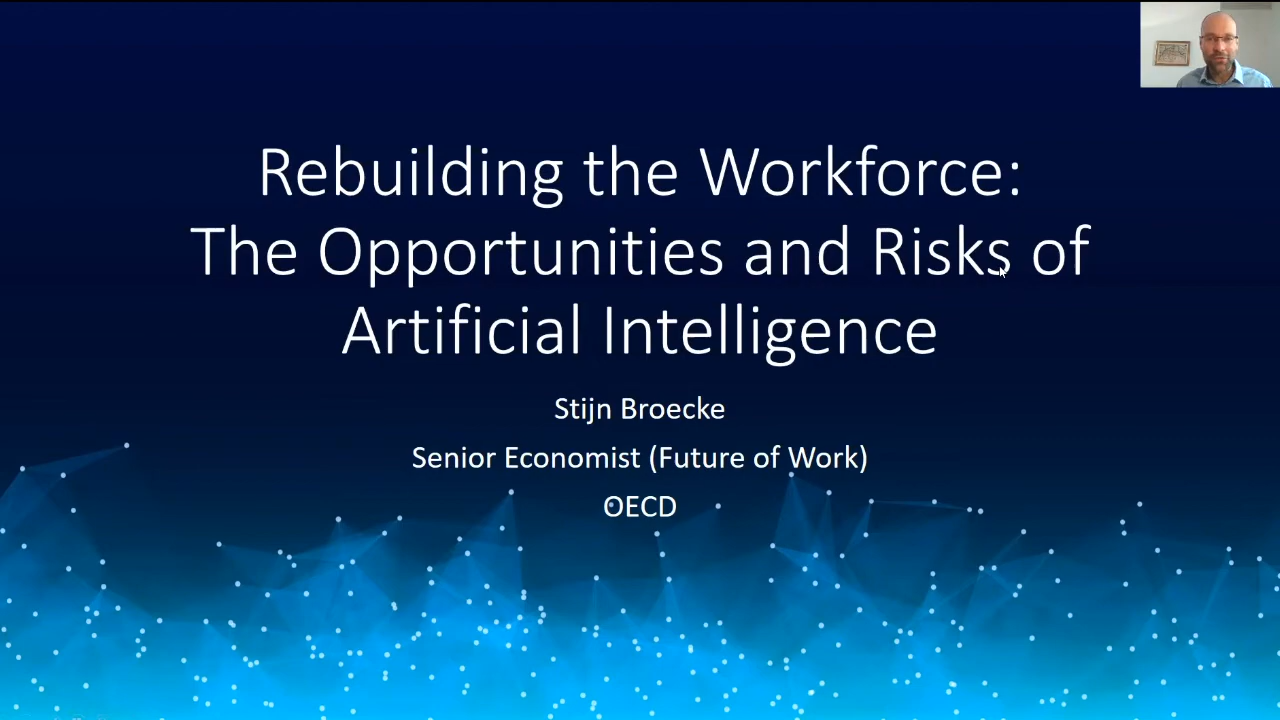 Rebuilding the Workforce:
The Opportunities and Risks of
Artificial Intelligence
Stijn Broecke
Senior Economist (Future of Work)
OECD